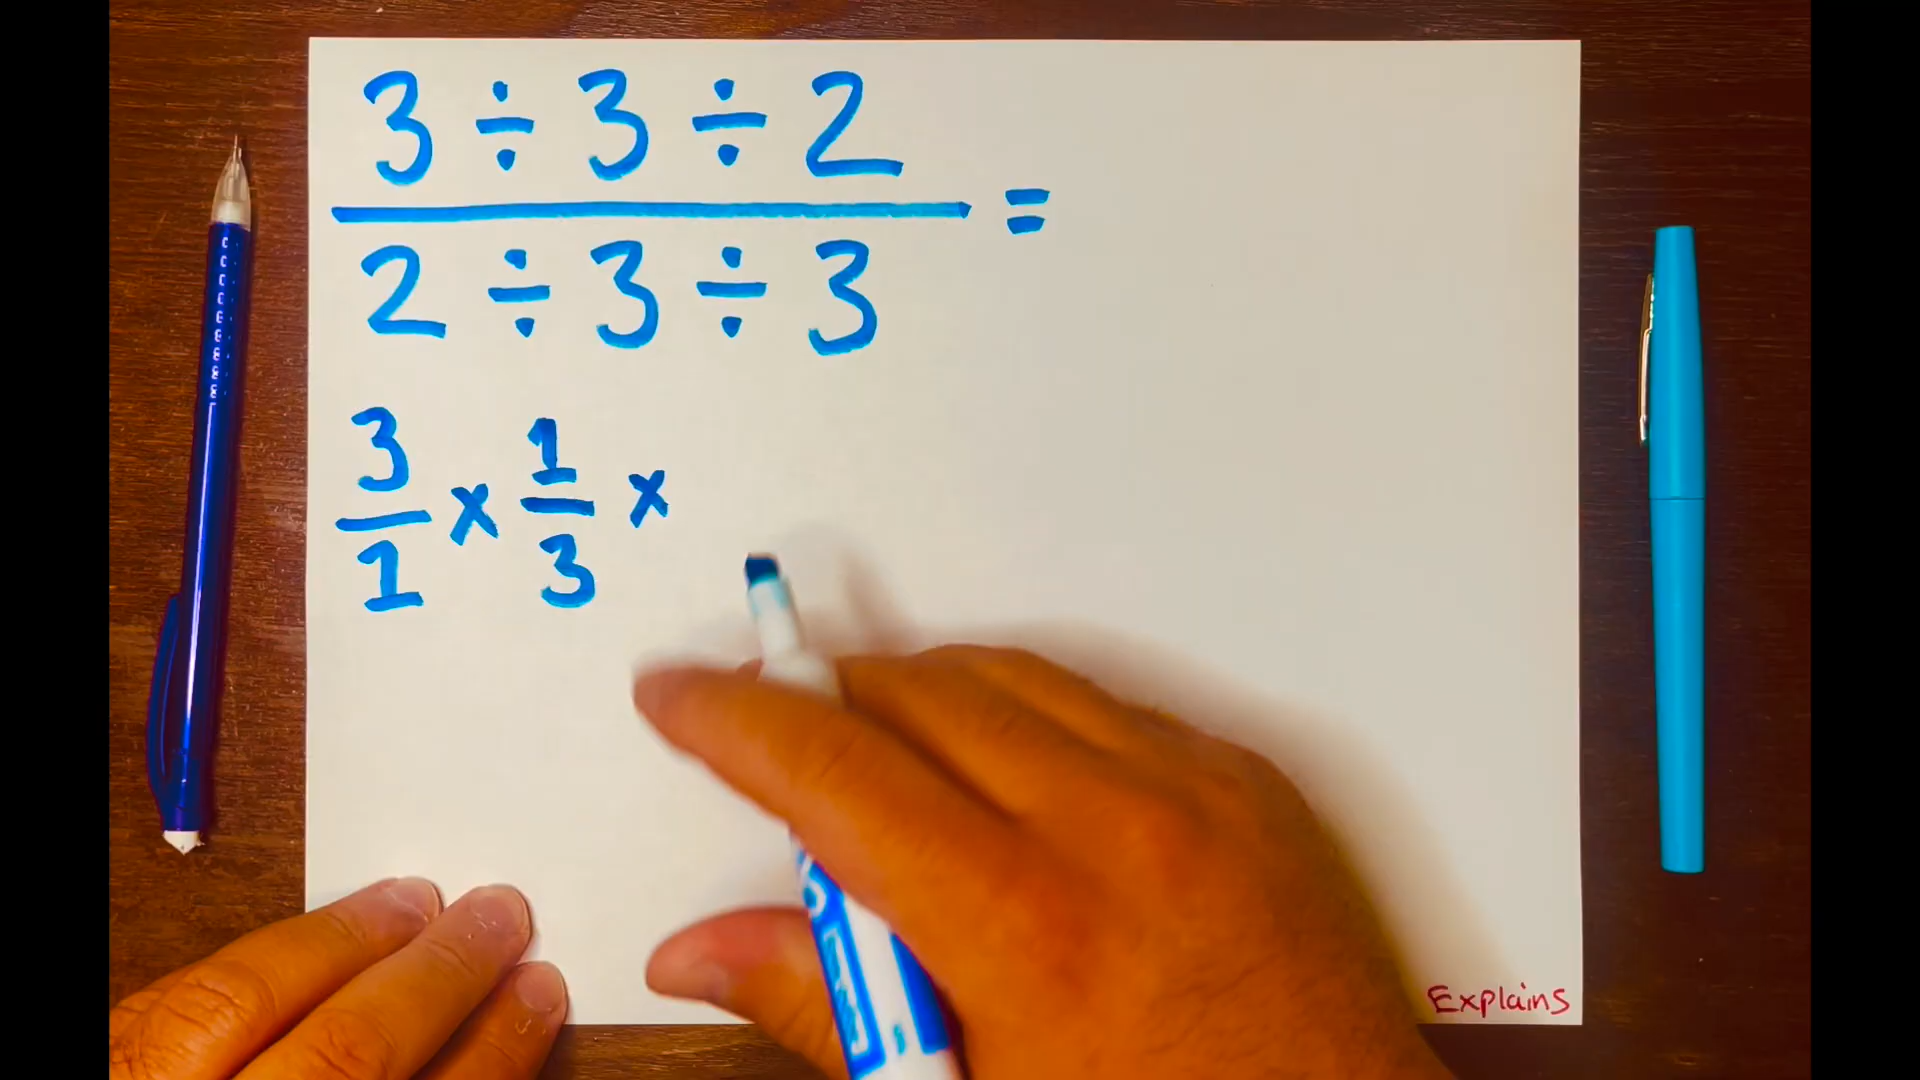 3 ÷ 3 ÷ 2
2 ÷ 3 ÷ 3
=
3/1 × 1/3 ×
Explains